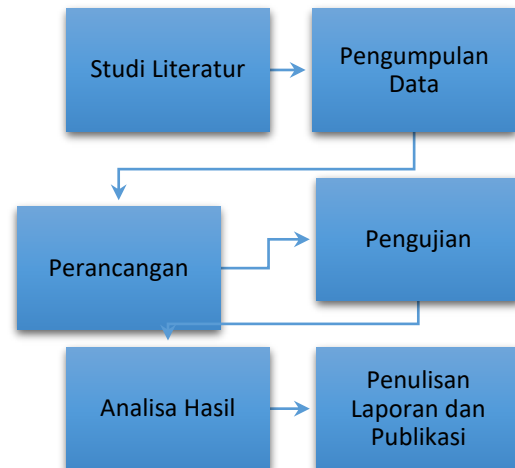 Studi Literatur
Pengumpulan
Data
Perancangan
Pengujian
Analisa Hasil
Penulisan
Laporan dan
Publikasi